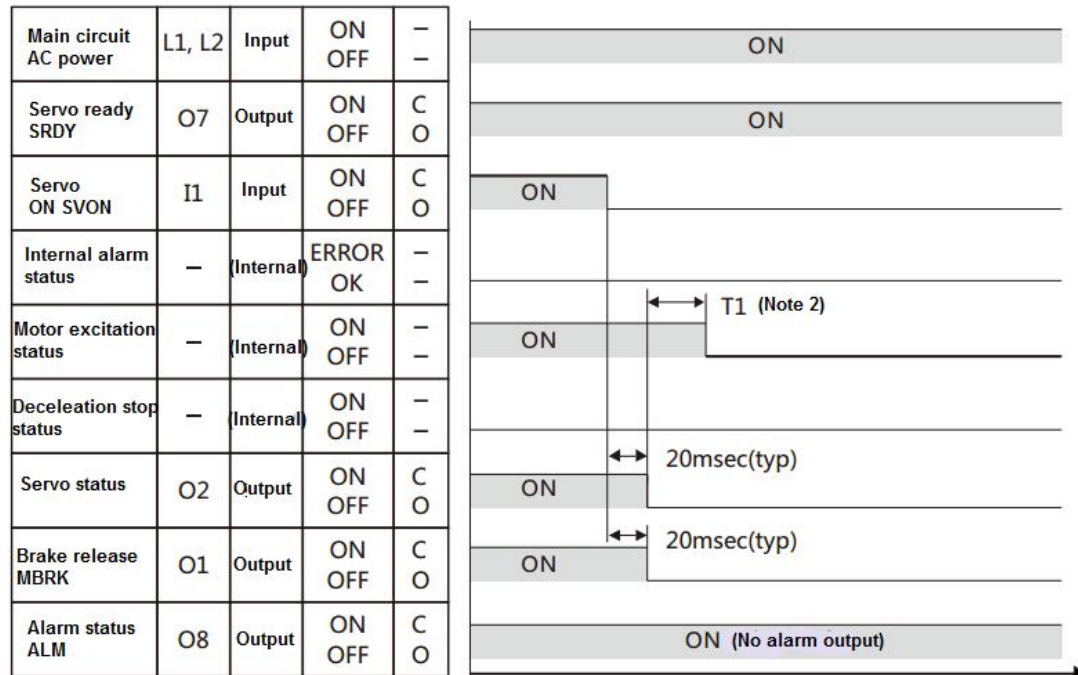 Main circuit
AC power
L1, L2
Input
ON
OFF
–
–
ON
Servo ready
SRDY
O7
Output
ON
OFF
C
O
ON
Servo
ON SVON
I1
Input
ON
OFF
C
O
ON
Internal alarm
status
–
(Internal)
ERROR
OK
–
–
Motor excitation
status
–
(Internal)
ON
OFF
–
–
ON
T1 (Note 2)
Deceleation stop
status
–
(Internal)
ON
OFF
–
–
Servo status
O2
Output
ON
OFF
C
O
ON
20msec(typ)
Brake release
MBRK
O1
Output
ON
OFF
C
O
ON
20msec(typ)
Alarm status
ALM
O8
Output
ON
OFF
C
O
ON (No alarm output)